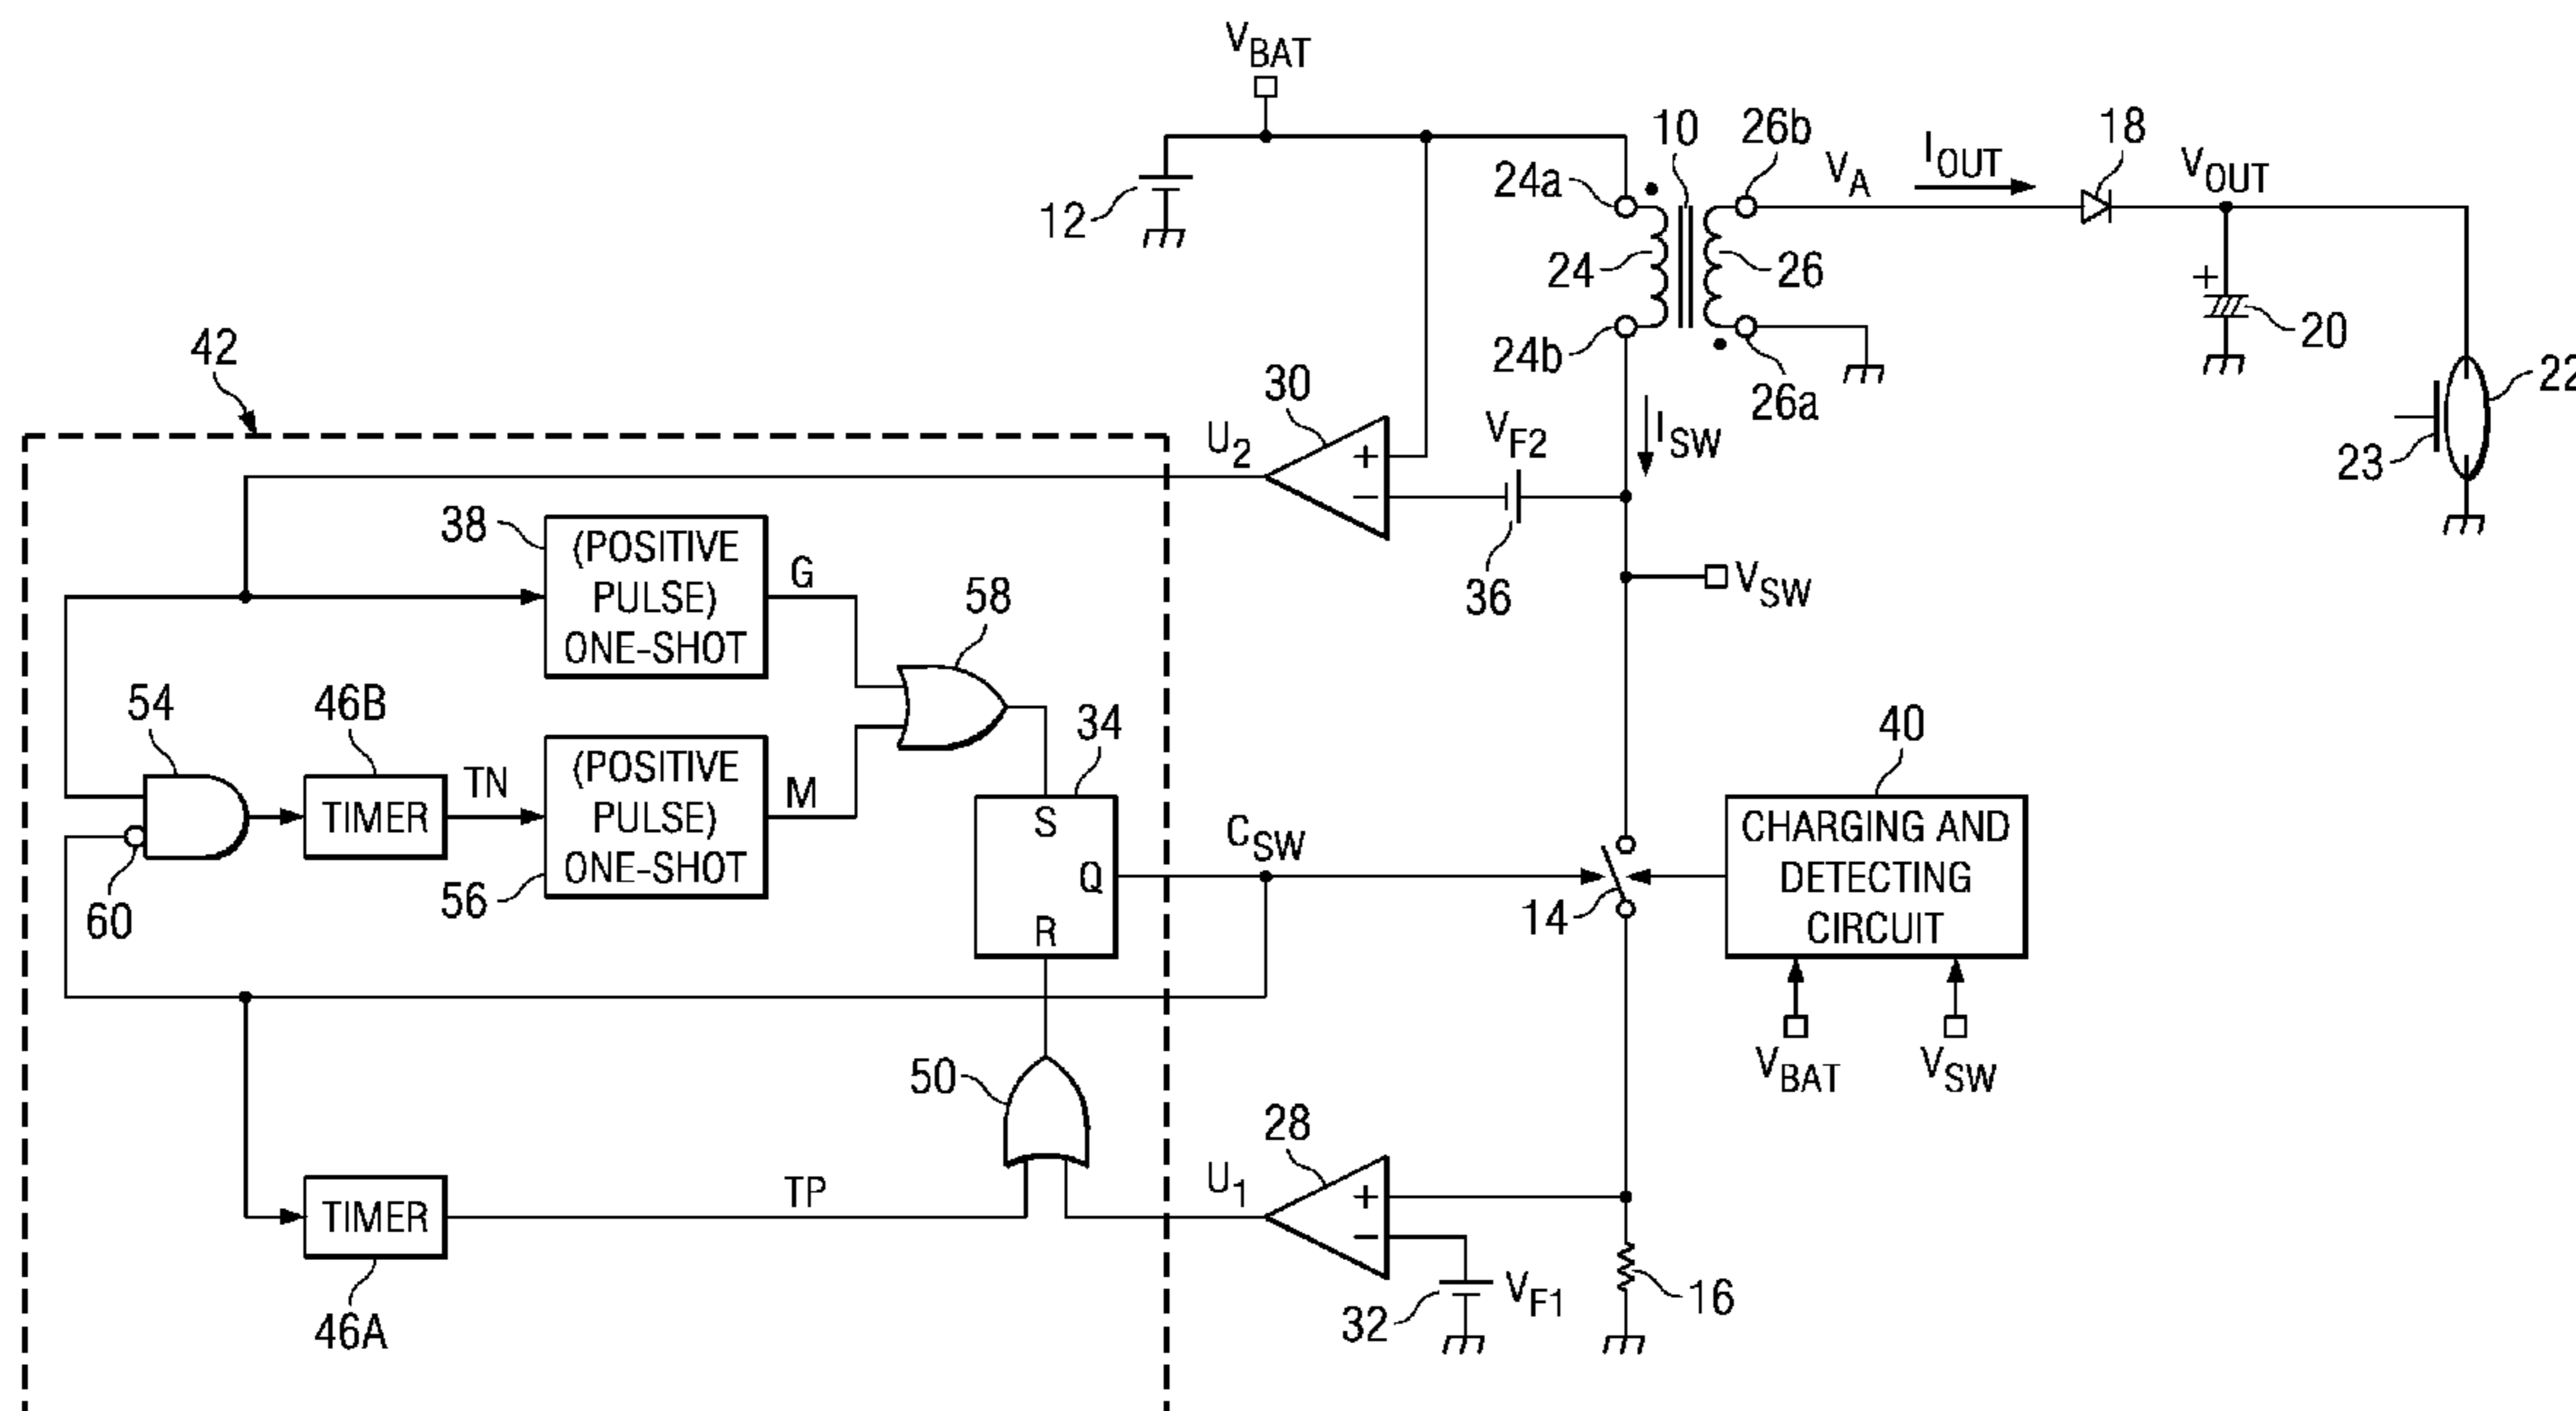 VBAT
10
26b
18
24a
VA
IOUT
VOUT
12
24
26
20
42
24b
30
26a
22
U2
VF2
ISW
23
38
(POSITIVE
PULSE)
ONE-SHOT
G
58
36
VSW
54
46B
34
40
TIMER
TN
(POSITIVE
PULSE)
ONE-SHOT
M
S
Q
R
CSW
14
CHARGING AND
DETECTING
CIRCUIT
60
56
VBAT
VSW
50
28
U1
TIMER
TP
46A
32
VF1
16
+
+
−
+
−